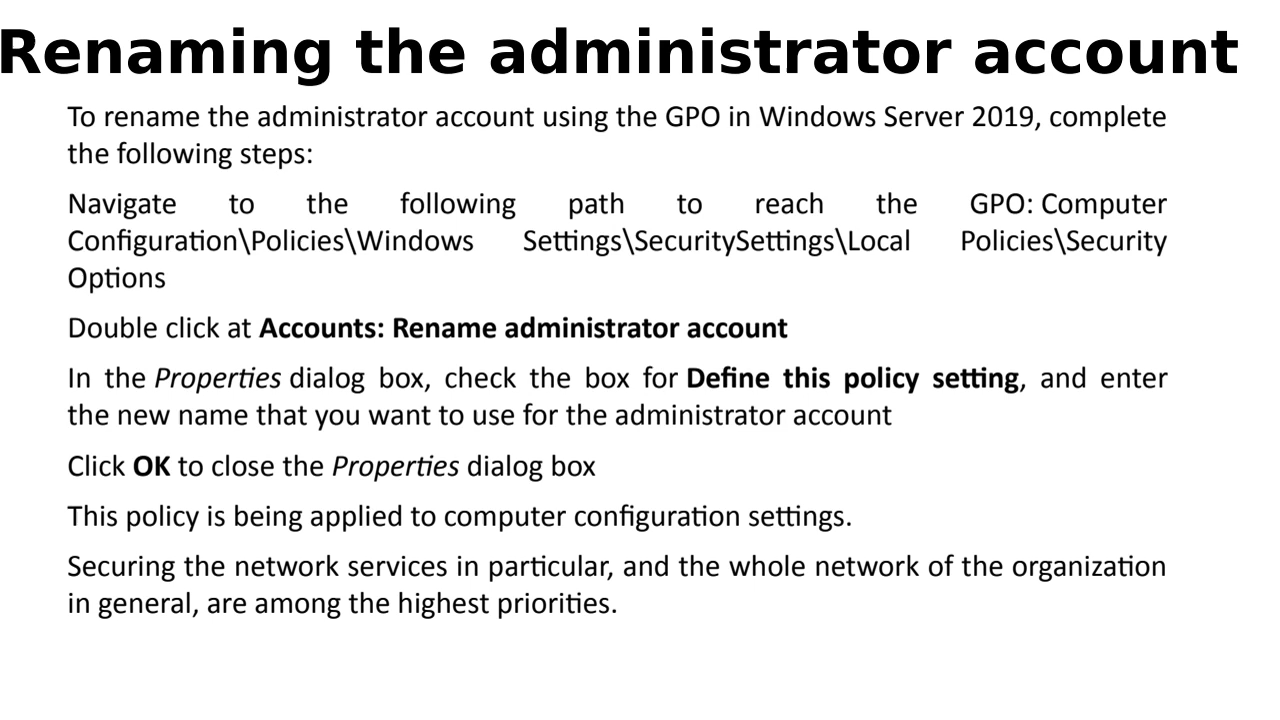 Renaming the administrator account
To rename the administrator account using the GPO in Windows Server 2019, complete
the following steps:
Navigate to the following path to reach the GPO: Computer
Configuration\Policies\Windows Settings\SecuritySettings\Local Policies\Security
Options
Double click at Accounts: Rename administrator account
In the Properties dialog box, check the box for Define this policy setting, and enter
the new name that you want to use for the administrator account
Click OK to close the Properties dialog box
This policy is being applied to computer configuration settings.
Securing the network services in particular, and the whole network of the organization
in general, are among the highest priorities.